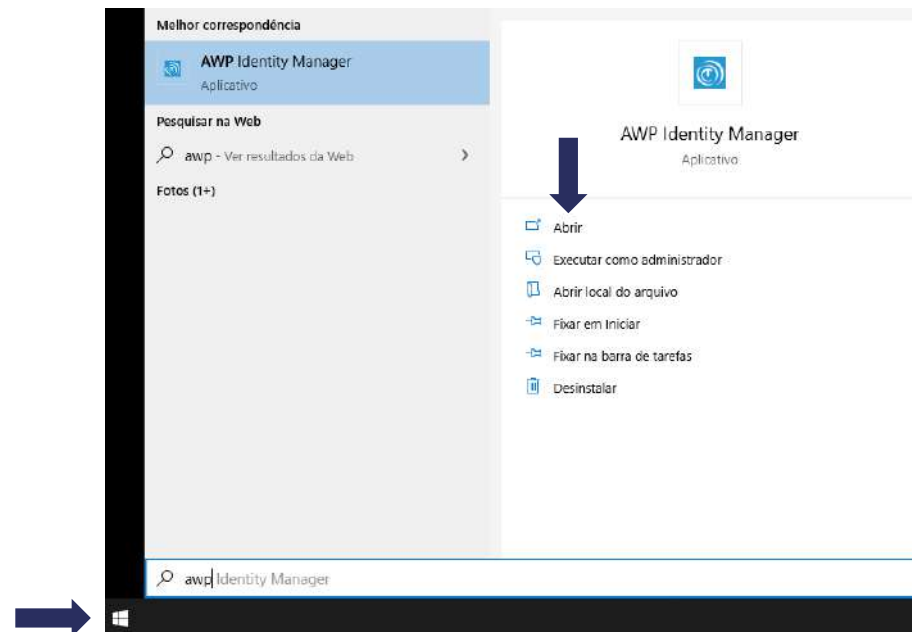 Melhor correspondência
AWP Identity Manager
Aplicativo
Pesquisar na Web
awp - Ver resultados da Web
Fotos (1+)
AWP Identity Manager
Aplicativo
Abrir
Executar como administrador
Abrir local do arquivo
Fixar em Iniciar
Fixar na barra de tarefas
Desinstalar
awp Identity Manager